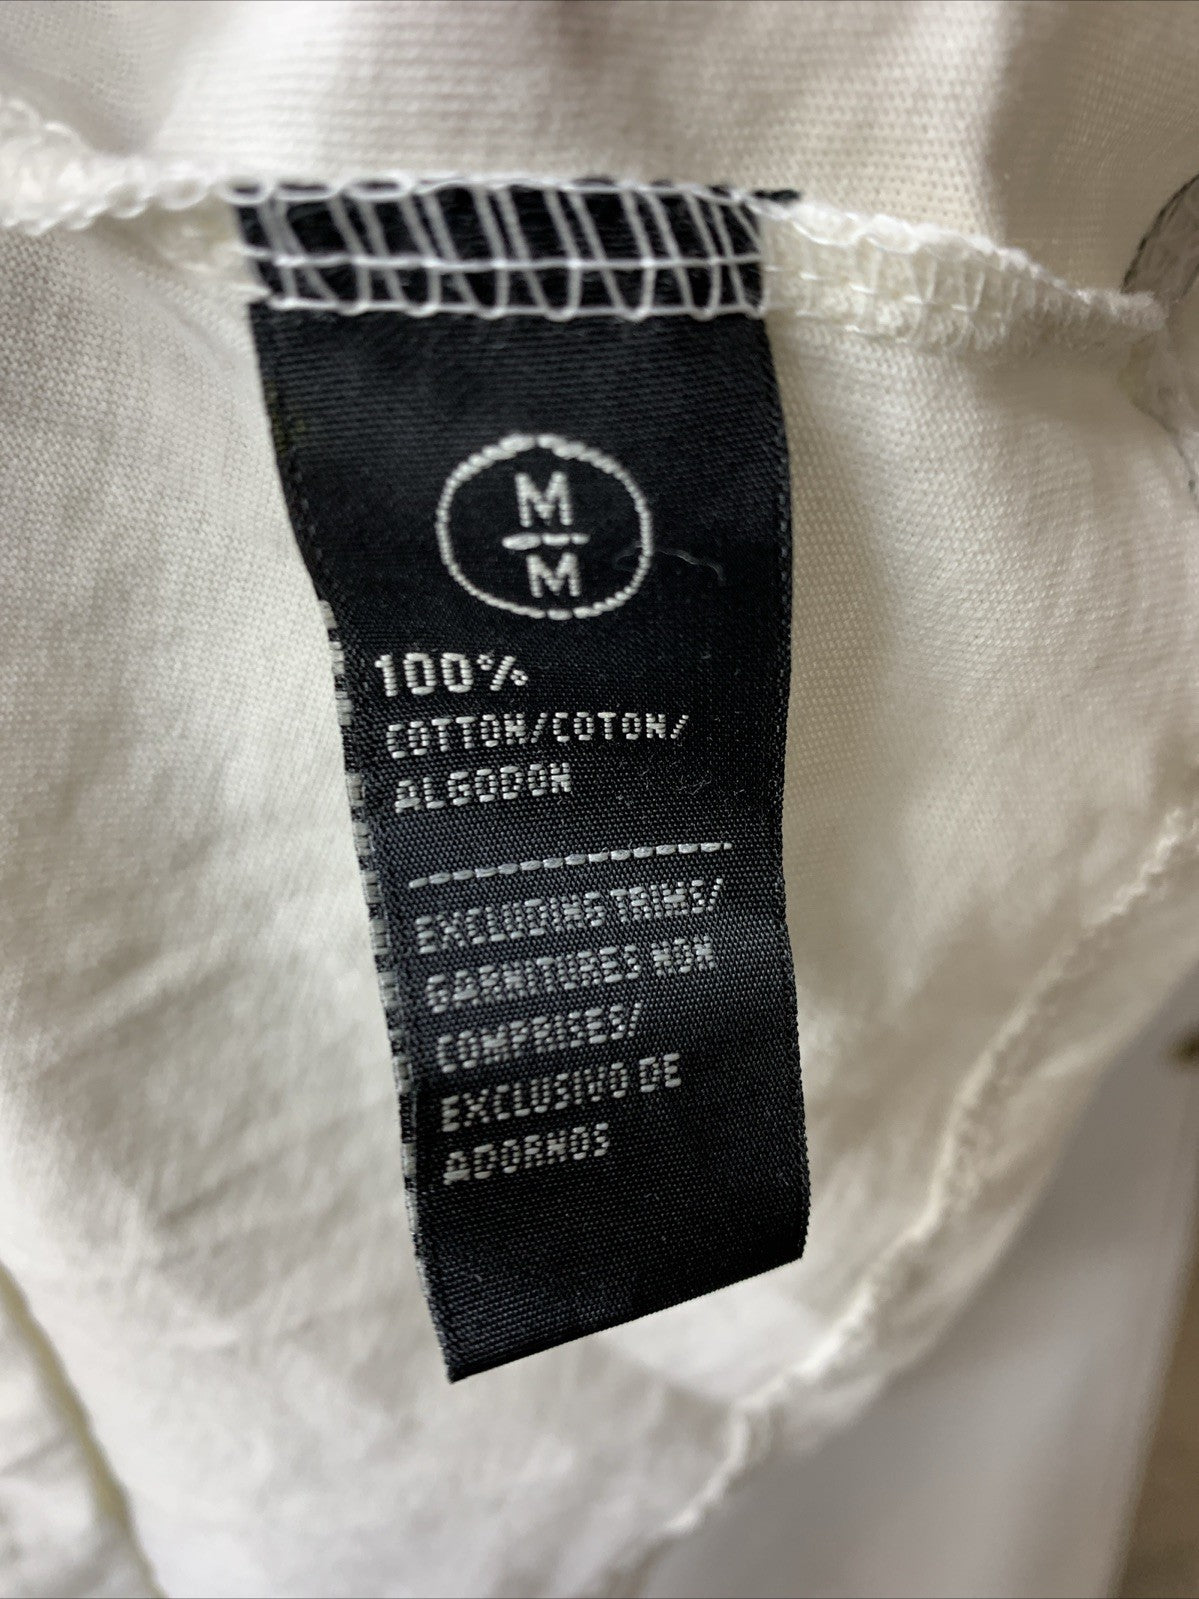 M
M
100%
COTTON/COTON/
ALGODON
EXCLUDING TRIMS/
GARNITURES NON
COMPRISES/
EXCLUSIVO DE
ADORNOS